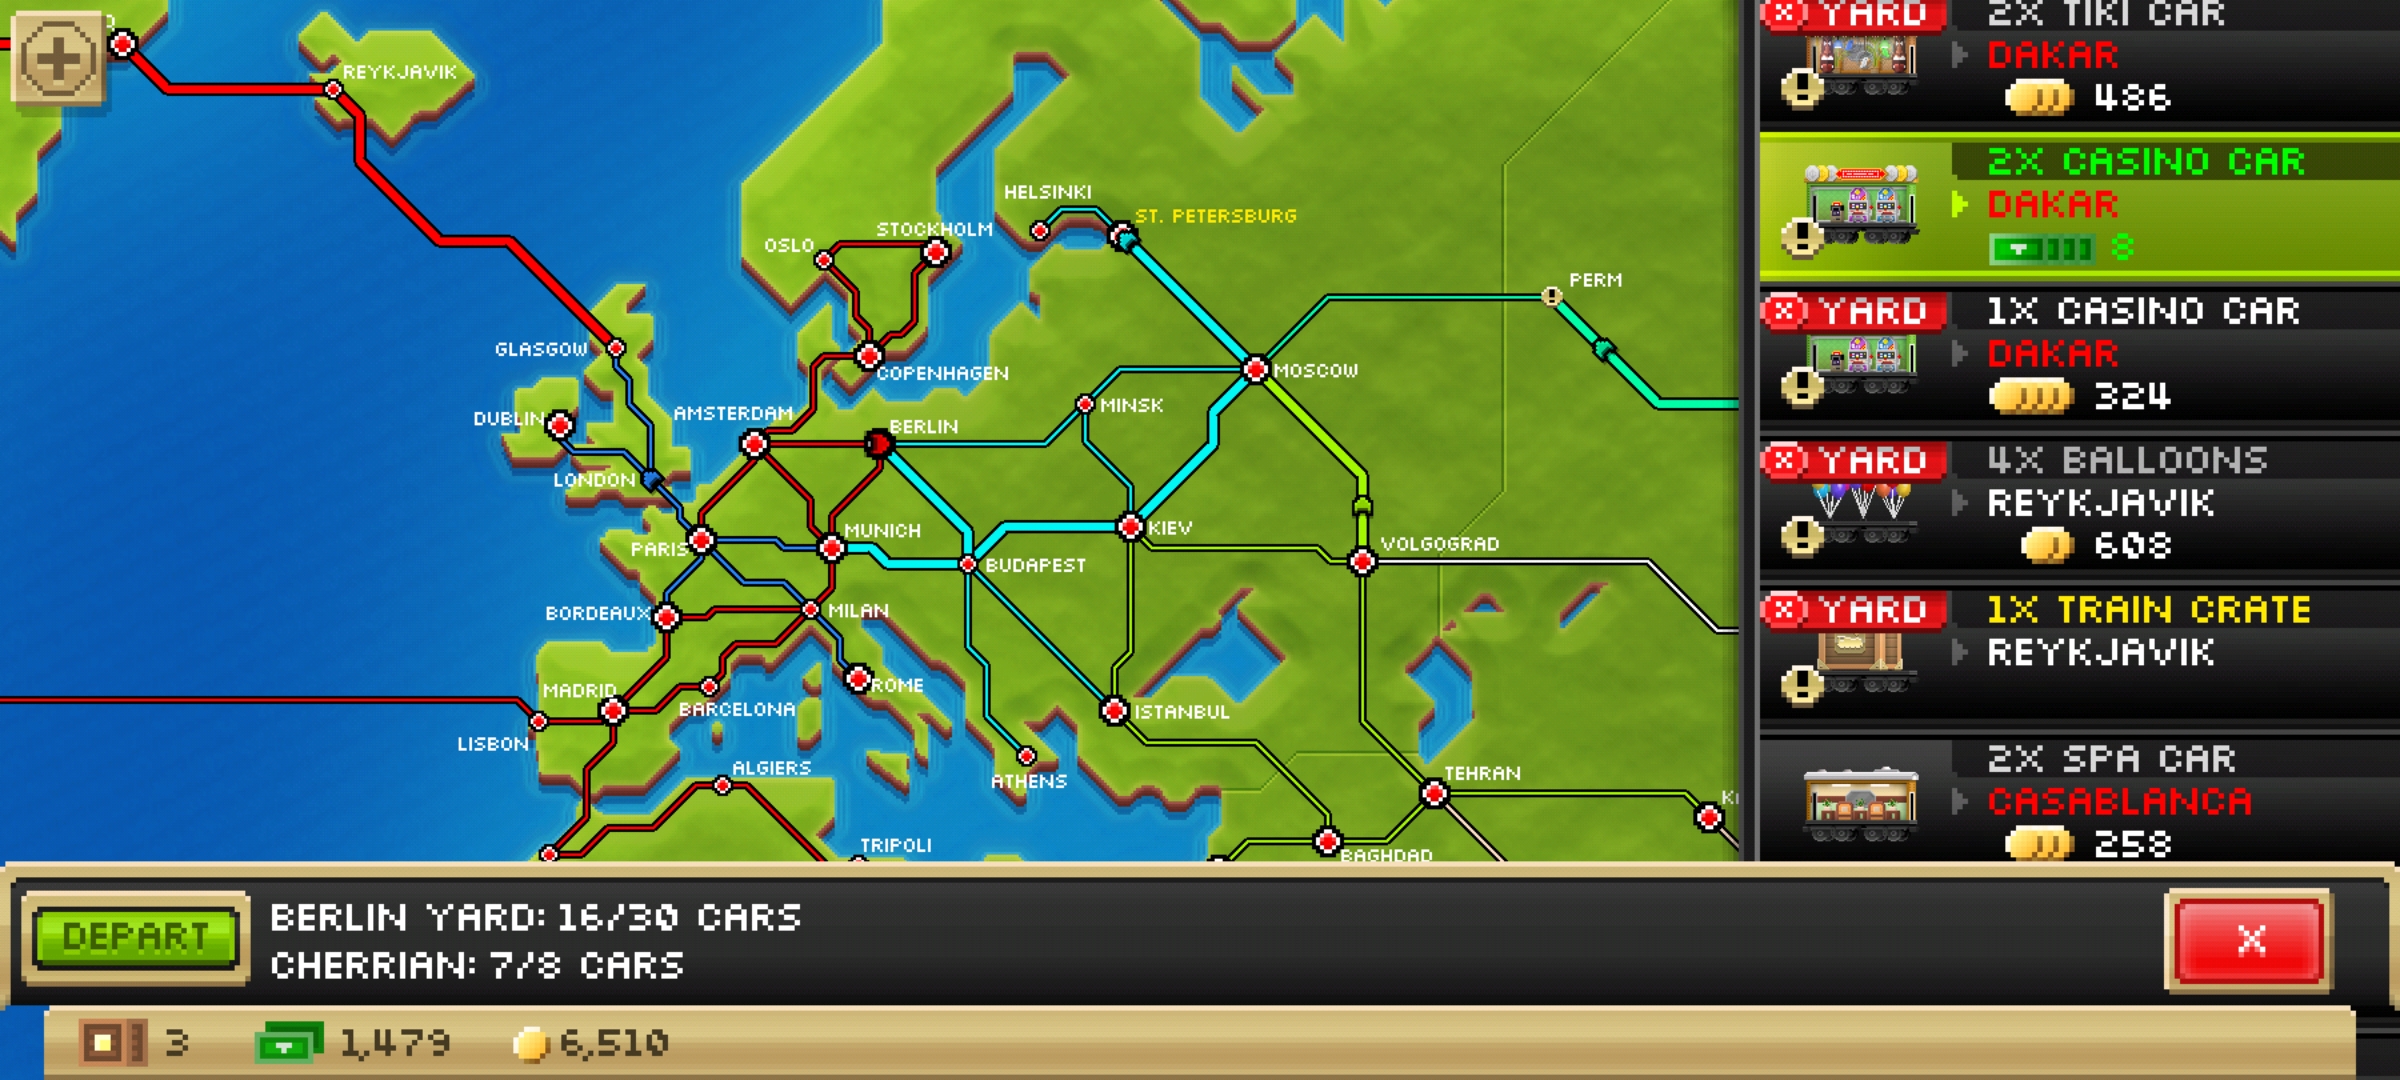 REYKJAVIK
HELSINKI
ST. PETERSBURG
STOCKHOLM
OSLO
PERM
GLASGOW
COPENHAGEN
MOSCOW
DUBLIN
AMSTERDAM
BERLIN
MINSK
LONDON
MUNICH
KIEV
VOLGOGRAD
PARIS
BUDAPEST
BORDEAUX
MILAN
MADRID
ROME
BARCELONA
ISTANBUL
LISBON
ALGIERS
ATHENS
TEHRAN
TRIPOLI
BAGHDAD
YARD 2X TIKI CAR
DAKAR
486
2X CASINO CAR
DAKAR
8
YARD 1X CASINO CAR
DAKAR
324
YARD 4X BALLOONS
REYKJAVIK
608
YARD 1X TRAIN CRATE
REYKJAVIK
2X SPA CAR
CASABLANCA
258
DEPART
BERLIN YARD: 16/30 CARS
CHERRIAN: 7/8 CARS
X
3 1,479 6,510